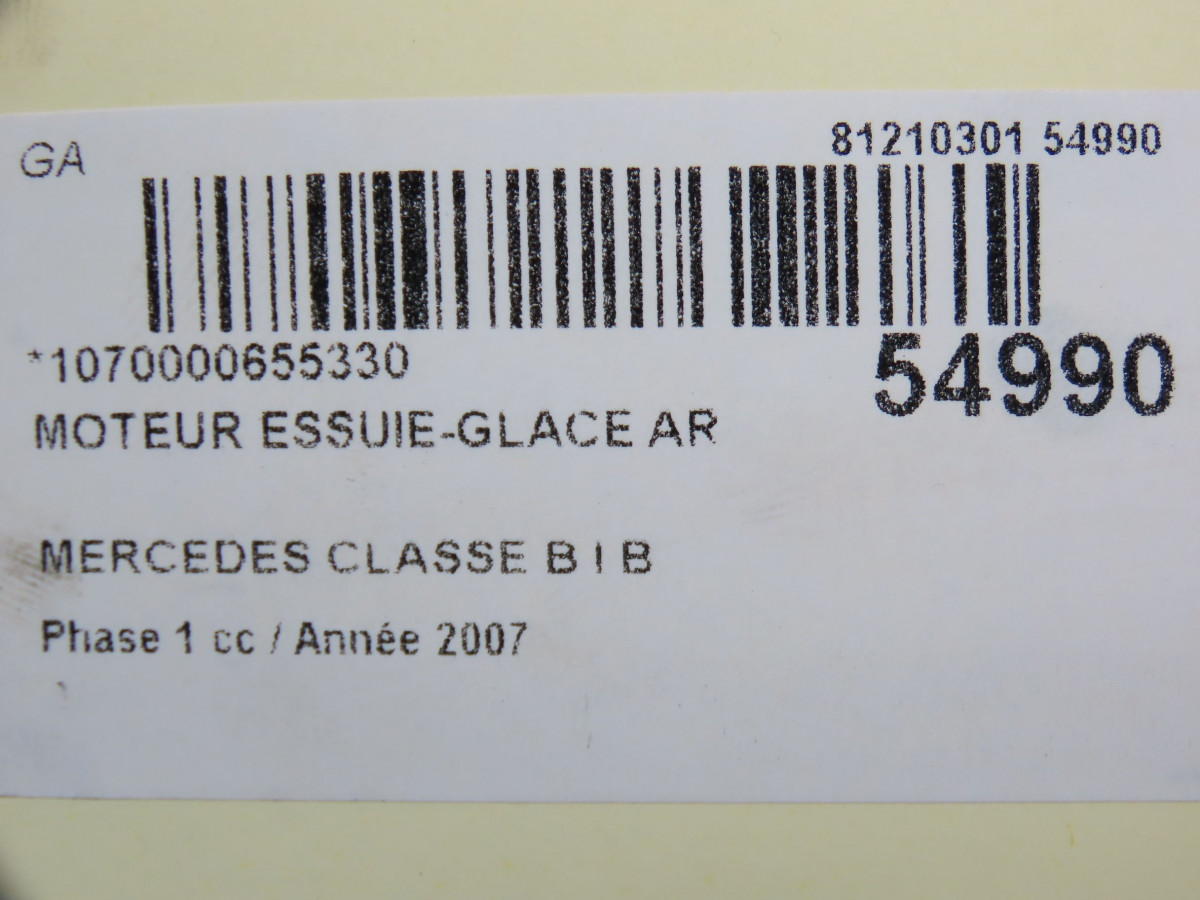 GA
81210301 54990
*1070000655330
54990
MOTEUR ESSUIE-GLACE AR
MERCEDES CLASSE B I B
Phase 1 cc / Année 2007